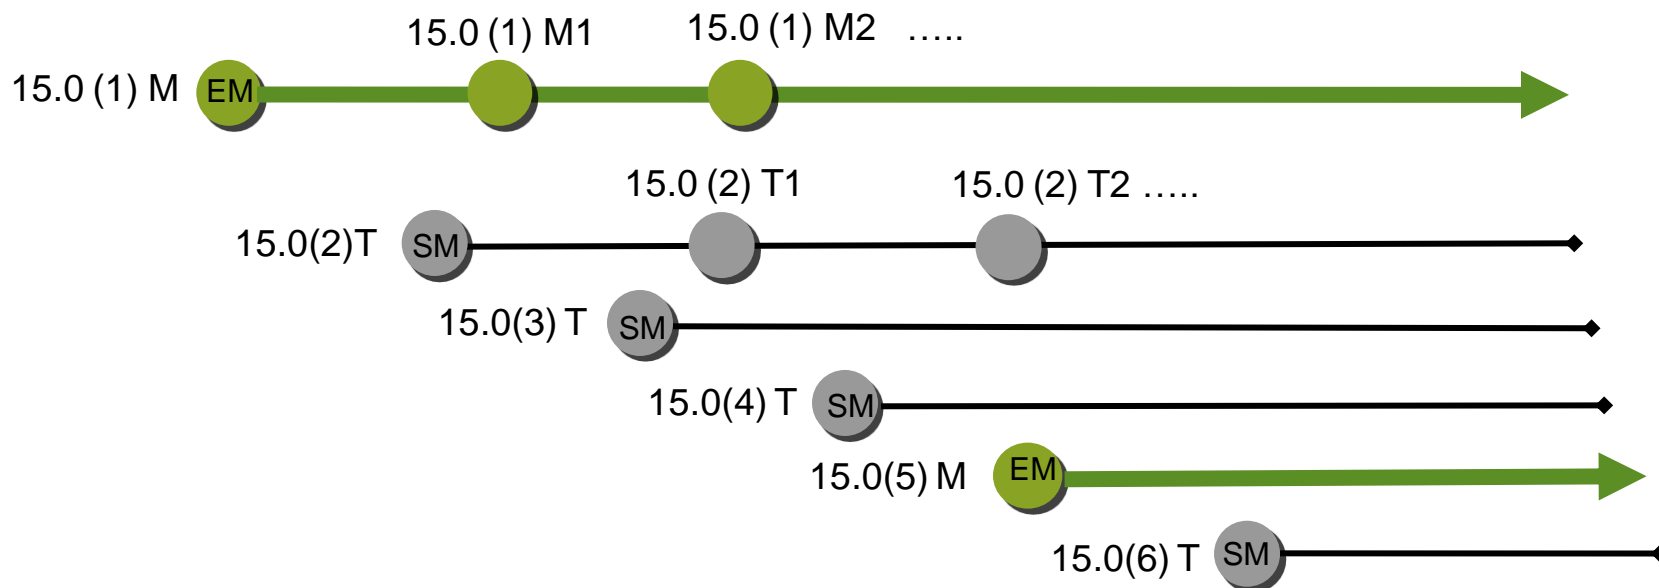 15.0 (1) M1 15.0 (1) M2 …..
15.0 (1) M EM
15.0 (2) T1 15.0 (2) T2 …..
15.0(2)T SM
15.0(3) T SM
15.0(4) T SM
15.0(5) M EM
15.0(6) T SM